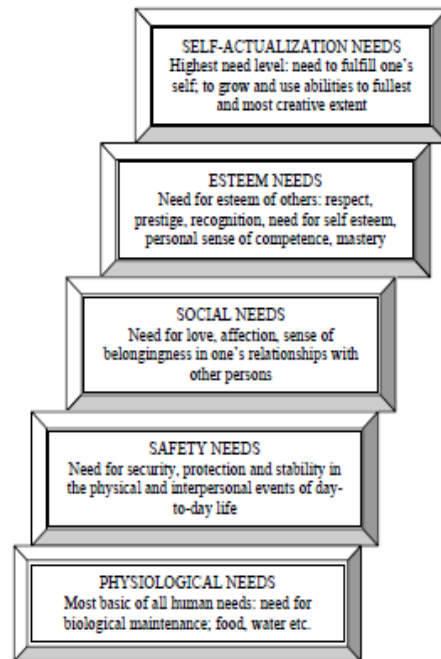 SELF-ACTUALIZATION NEEDS
Highest need level: need to fulfill one's
self; to grow and use abilities to fullest
and most creative extent
ESTEEM NEEDS
Need for esteem of others: respect,
prestige, recognition, need for self esteem,
personal sense of competence, mastery
SOCIAL NEEDS
Need for love, affection, sense of
belongingness in one's relationships with
other persons
SAFETY NEEDS
Need for security, protection and stability in
the physical and interpersonal events of day-
to-day life
PHYSIOLOGICAL NEEDS
Most basic of all human needs: need for
biological maintenance; food, water etc.